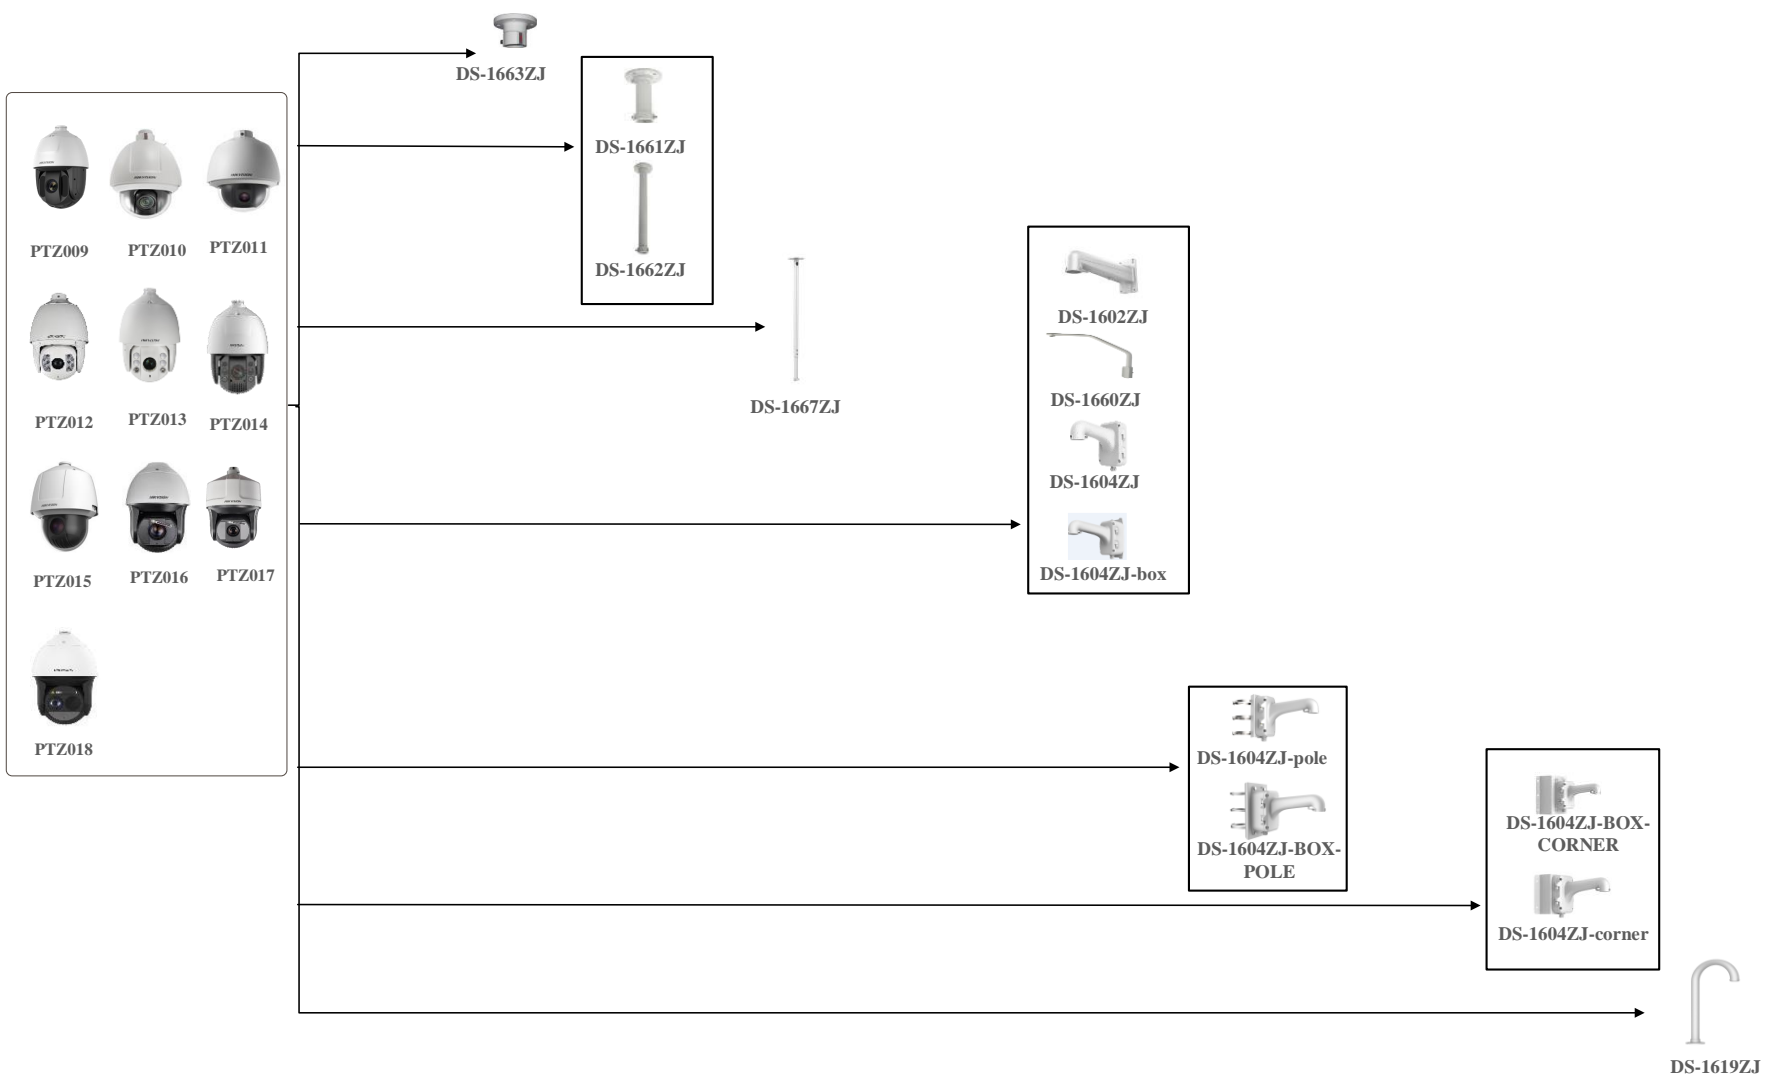 DS-1663ZJ
DS-1661ZJ
DS-1662ZJ
PTZ009
PTZ010
PTZ011
PTZ012
PTZ013
PTZ014
PTZ015
PTZ016
PTZ017
PTZ018
DS-1667ZJ
DS-1602ZJ
DS-1660ZJ
DS-1604ZJ
DS-1604ZJ-box
DS-1604ZJ-pole
DS-1604ZJ-BOX-
POLE
DS-1604ZJ-BOX-
CORNER
DS-1604ZJ-corner
DS-1619ZJ